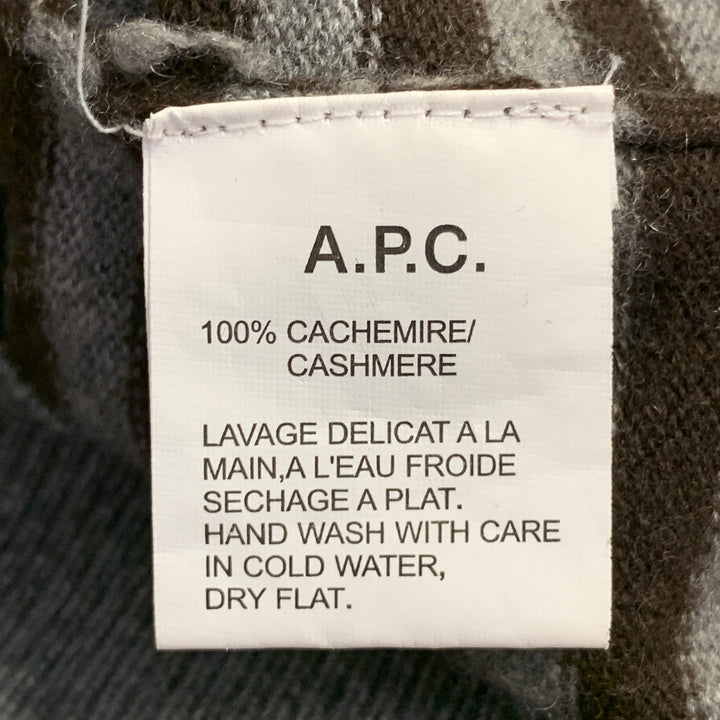 A.P.C.
100% CACHEMIRE/
CASHMERE
LAVAGE DELICAT A LA
MAIN,A L'EAU FROIDE
SECHAGE A PLAT.
HAND WASH WITH CARE
IN COLD WATER,
DRY FLAT.